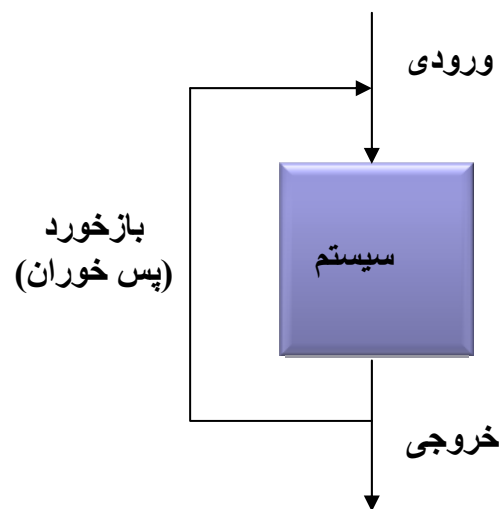 ورودی
بازخورد
(پس خوران)
سیستم
خروجی